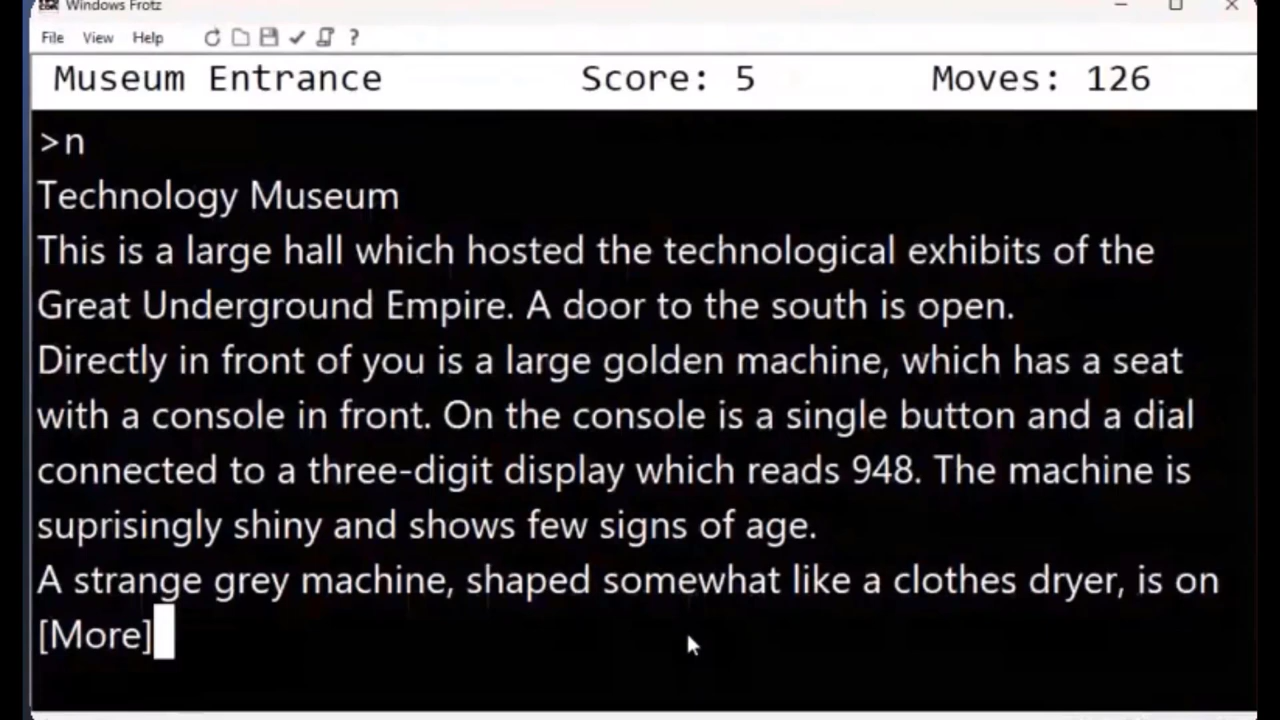 Windows Frotz
File View Help ?
Museum Entrance Score: 5 Moves: 126
>n
Technology Museum
This is a large hall which hosted the technological exhibits of the
Great Underground Empire. A door to the south is open.
Directly in front of you is a large golden machine, which has a seat
with a console in front. On the console is a single button and a dial
connected to a three-digit display which reads 948. The machine is
suprisingly shiny and shows few signs of age.
A strange grey machine, shaped somewhat like a clothes dryer, is on
[More]